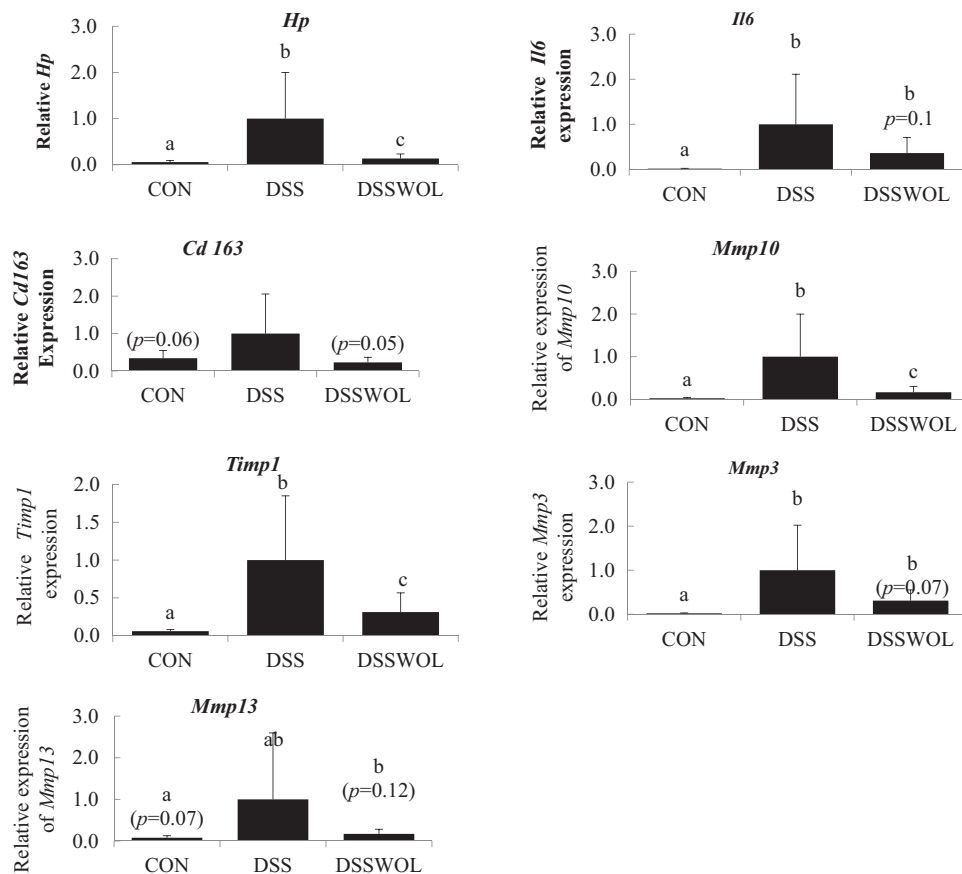 Hp
Relative Hp
3.0
2.0
1.0
0.0
b
a
c
CON DSS DSSWOL
Il6
Relative Il6
expression
3.0
2.0
1.0
0.0
b
b
p=0.1
a
CON DSS DSSWOL
Cd 163
Relative Cd163
Expression
3.0
2.0
1.0
0.0
(p=0.06)
(p=0.05)
CON DSS DSSWOL
Mmp10
Relative expression
of Mmp10
3.0
2.0
1.0
0.0
b
a
c
CON DSS DSSWOL
Timp1
Relative Timp1
expression
2.0
1.5
1.0
0.5
0.0
b
a
c
CON DSS DSSWOL
Mmp3
Relative Mmp3
expression
3.0
2.0
1.0
0.0
b
b
(p=0.07)
a
CON DSS DSSWOL
Mmp13
Relative expression
of Mmp13
3.0
2.0
1.0
0.0
ab
a
(p=0.07)
b
(p=0.12)
CON DSS DSSWOL